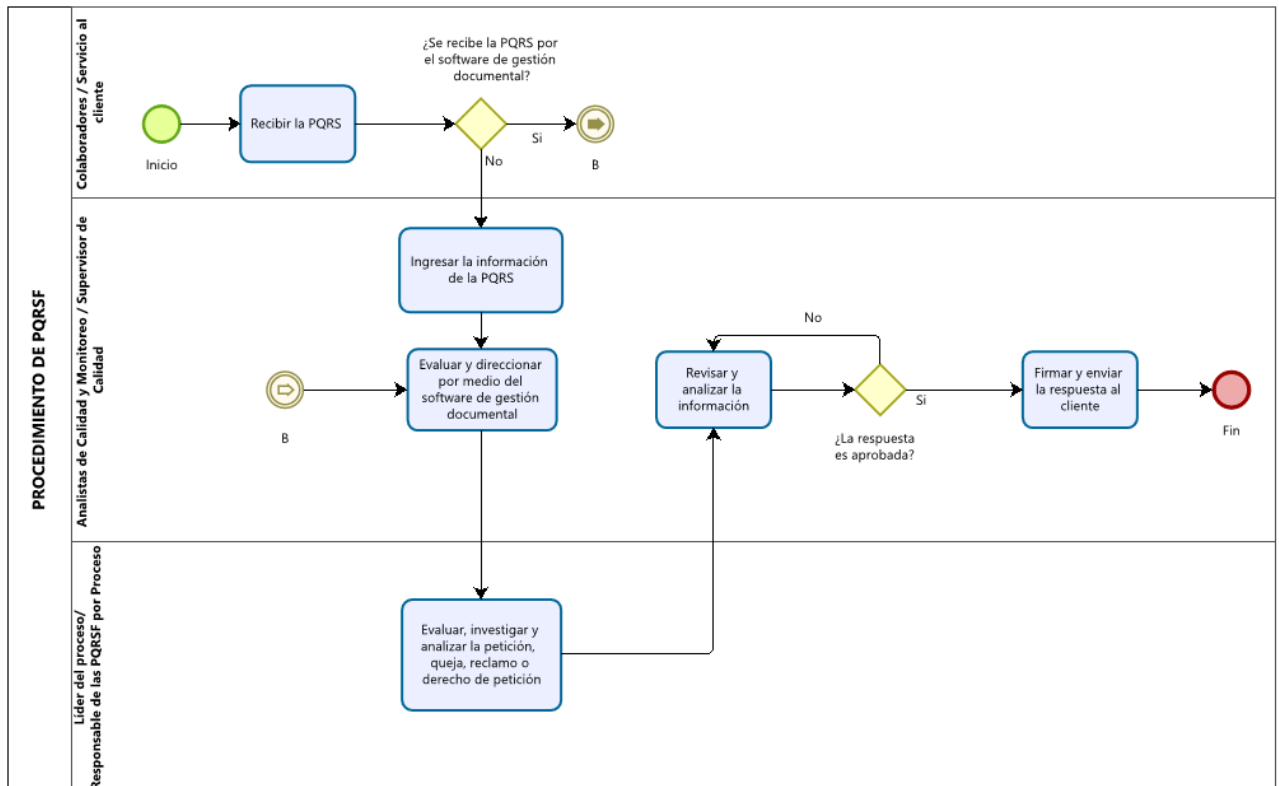 PROCEDIMIENTO DE PQRSF
Colaboradores / Servicio al
cliente
Inicio
Recibir la PQRS
¿Se recibe la PQRS por
el software de gestión
documental?
Si
No
B
Analistas de Calidad y Monitoreo / Supervisor de
Calidad
Ingresar la información
de la PQRS
B
Evaluar y direccionar
por medio del
software de gestión
documental
Revisar y
analizar la
información
No
¿La respuesta
es aprobada?
Si
Firmar y enviar
la respuesta al
cliente
Fin
Líder del proceso/
Responsable de las PQRSF por Proceso
Evaluar, investigar y
analizar la petición,
queja, reclamo o
derecho de petición